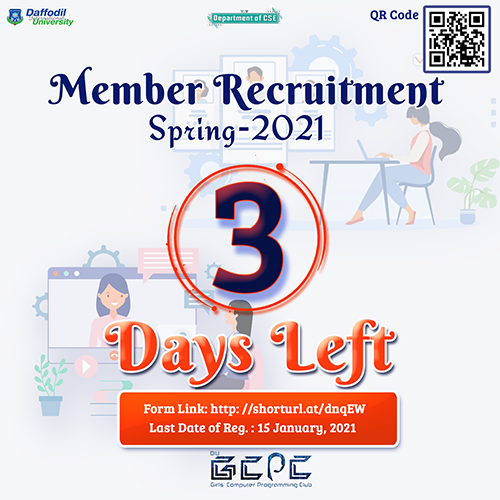 Daffodil
University
Department of CSE
QR Code
Member Recruitment
Spring-2021
3
Days Left
Form Link: http: //shorturl.at/dnqEW
Last Date of Reg. : 15 January, 2021
DIU
GCPC
Girls Computer Programming Club